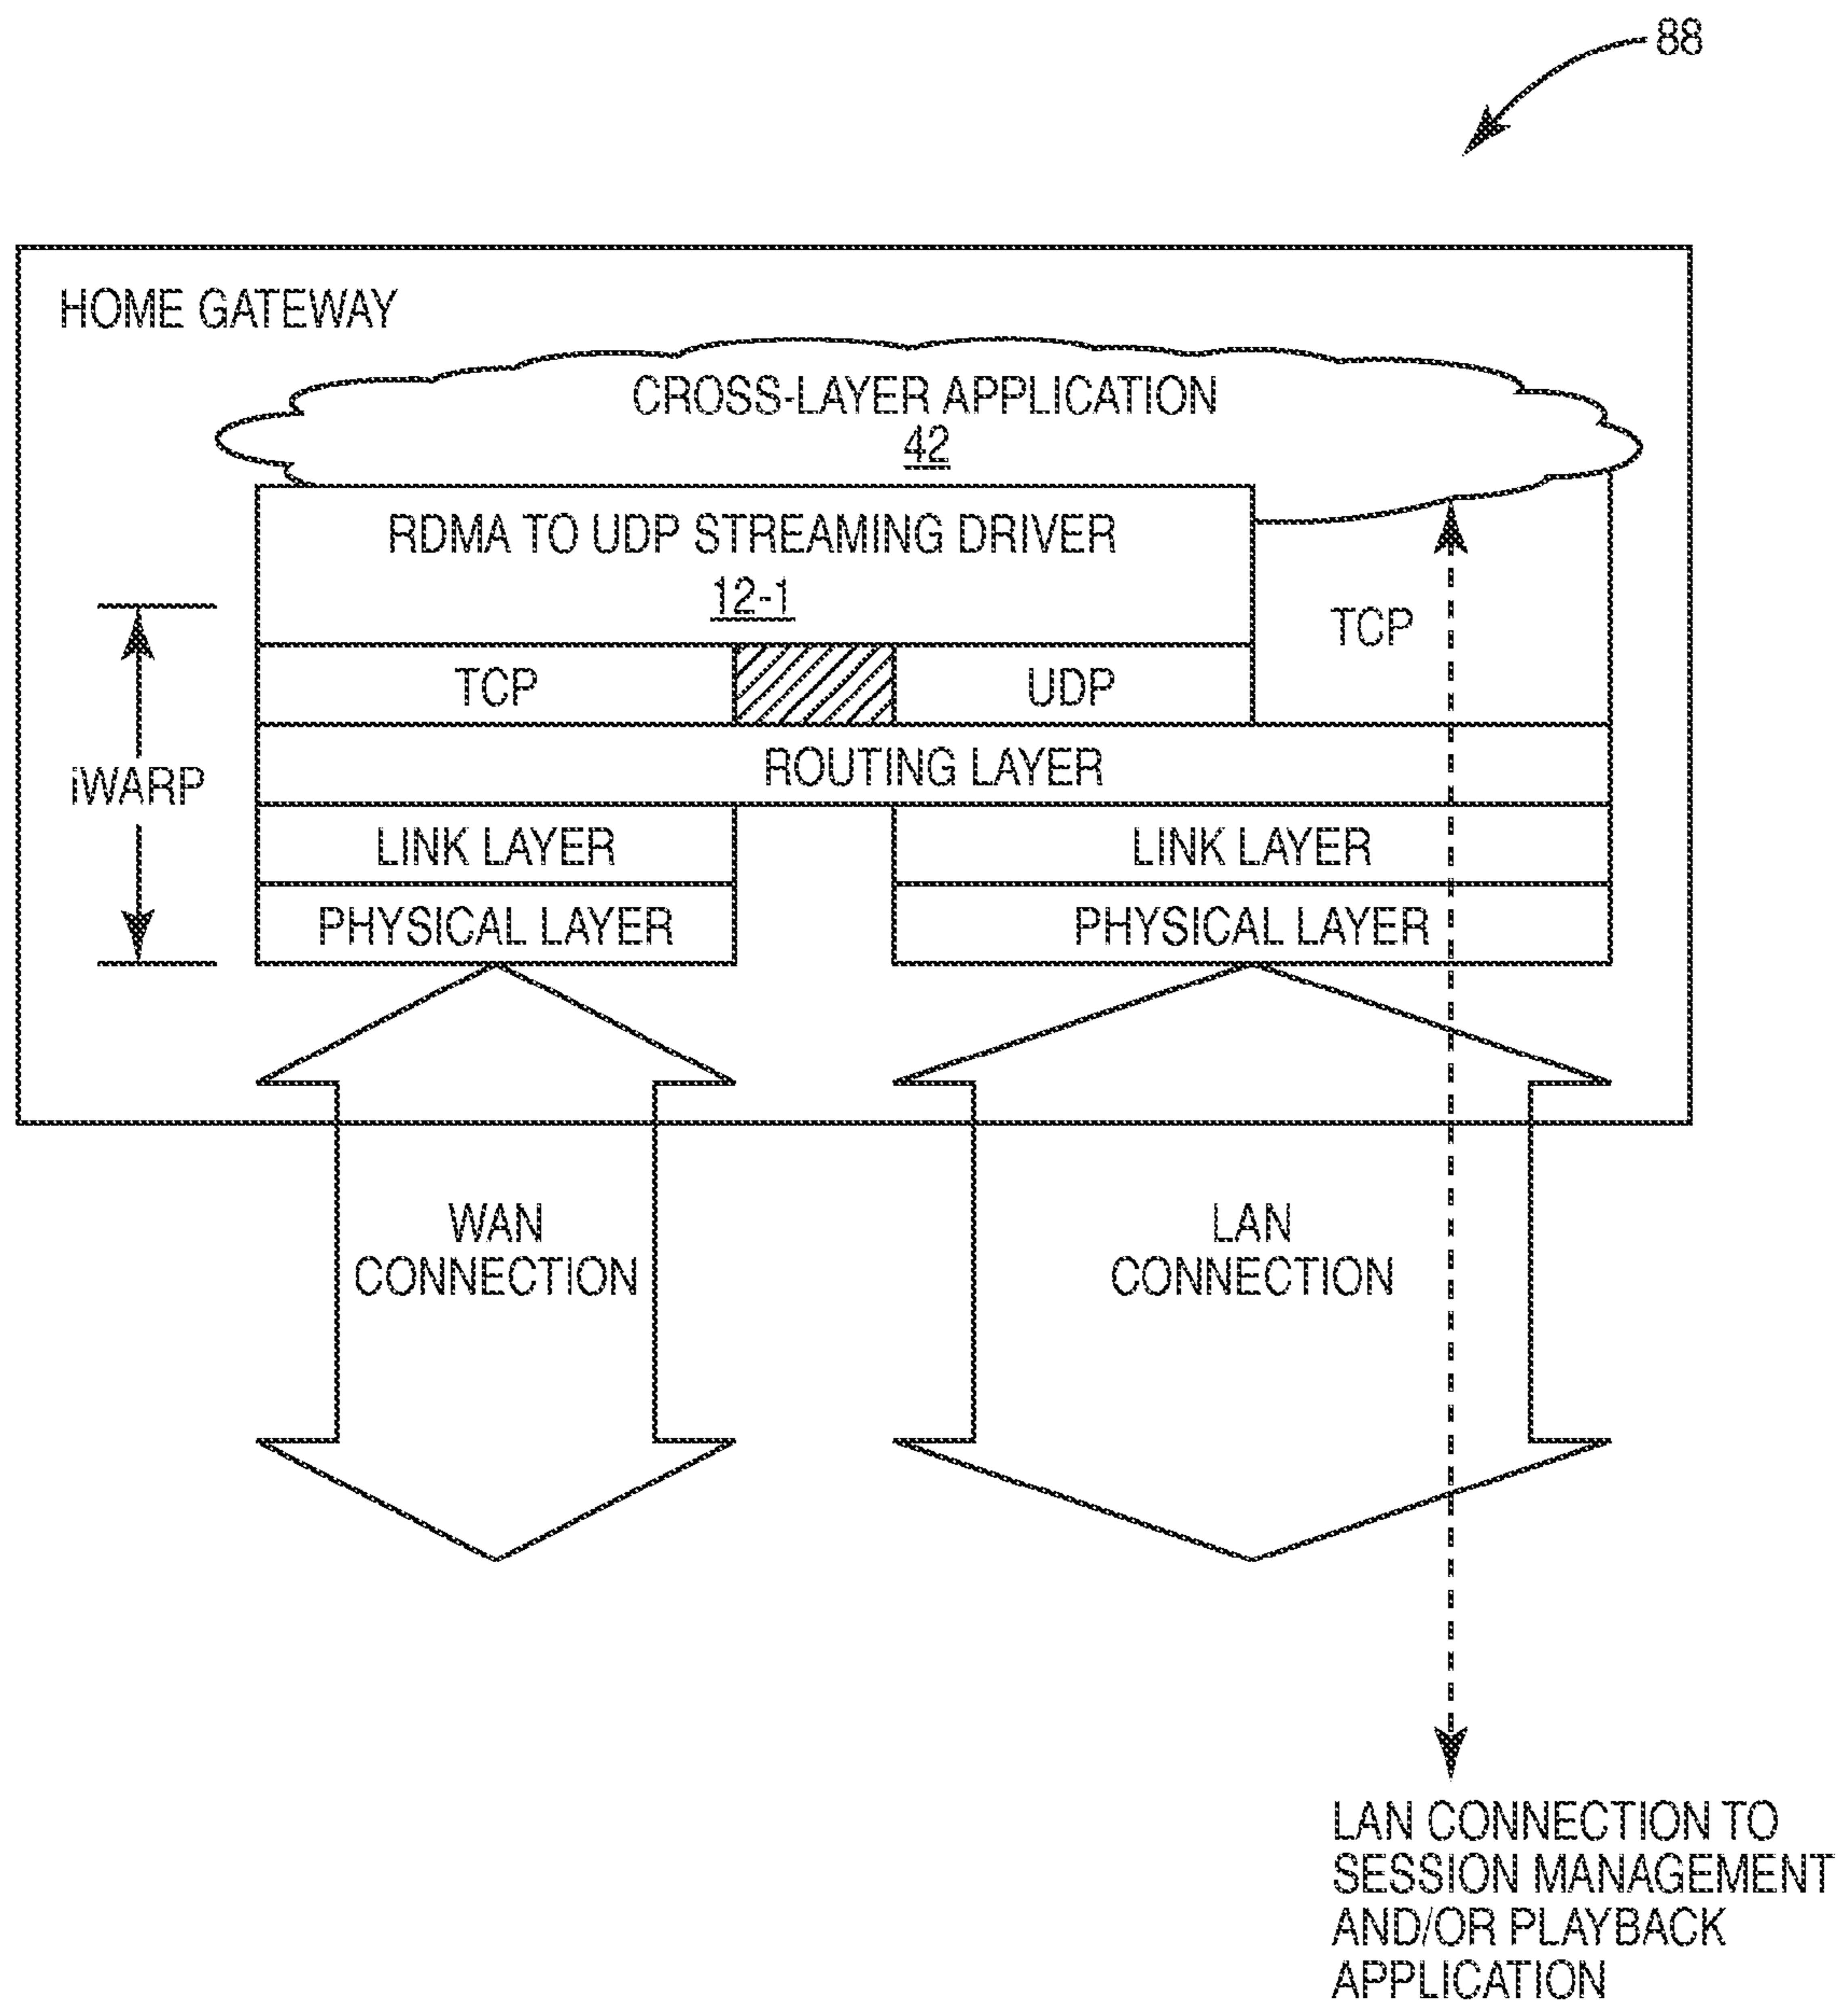 88
HOME GATEWAY
CROSS-LAYER APPLICATION
42
RDMA TO UDP STREAMING DRIVER
12-1
TCP
TCP
UDP
ROUTING LAYER
iWARP
LINK LAYER
LINK LAYER
PHYSICAL LAYER
PHYSICAL LAYER
WAN
CONNECTION
LAN
CONNECTION
LAN CONNECTION TO
SESSION MANAGEMENT
AND/OR PLAYBACK
APPLICATION